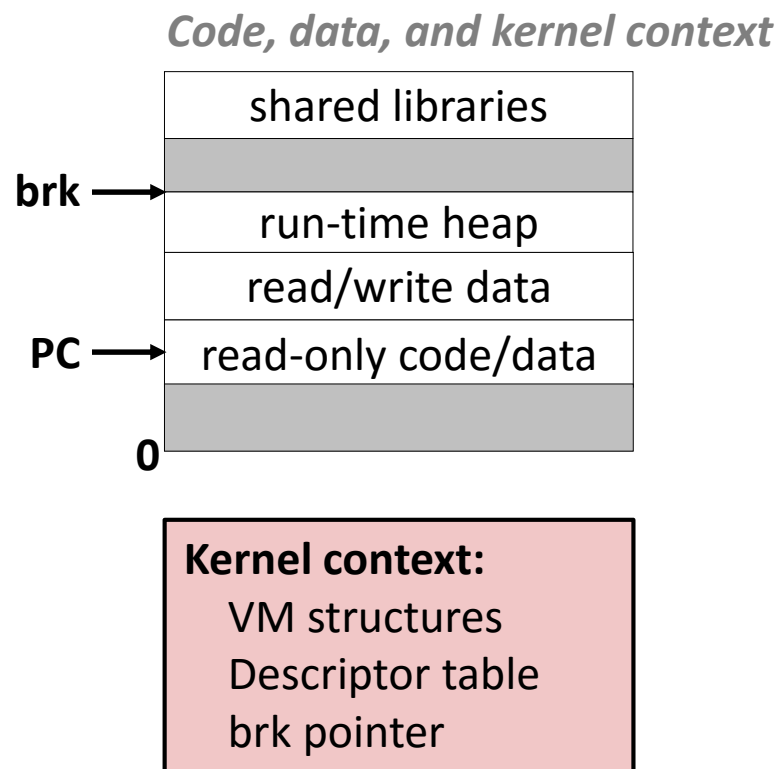 Code, data, and kernel context
shared libraries
brk
run-time heap
read/write data
PC
read-only code/data
0
Kernel context:
VM structures
Descriptor table
brk pointer